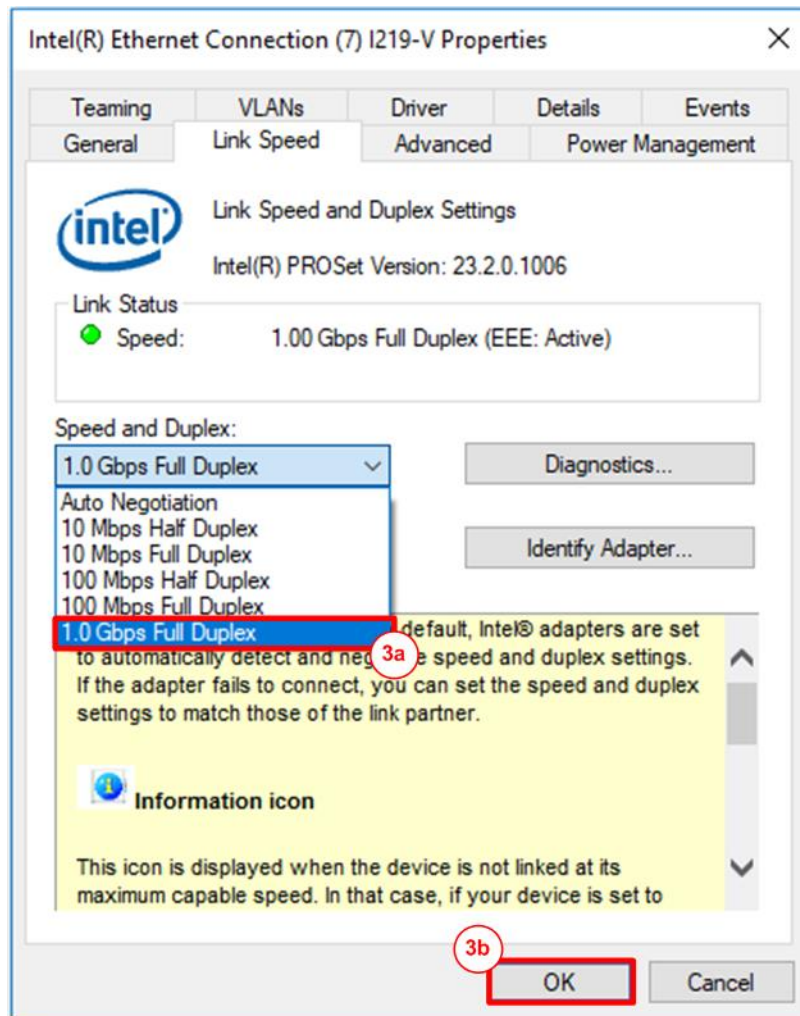 Intel(R) Ethernet Connection (7) I219-V Properties
Teaming VLANs Driver Details Events
General Link Speed Advanced Power Management
intel
Link Speed and Duplex Settings
Intel(R) PROSet Version: 23.2.0.1006
Link Status
Speed: 1.00 Gbps Full Duplex (EEE: Active)
Speed and Duplex:
1.0 Gbps Full Duplex
Diagnostics...
Auto Negotiation
10 Mbps Half Duplex
10 Mbps Full Duplex
Identify Adapter...
100 Mbps Half Duplex
100 Mbps Full Duplex
1.0 Gbps Full Duplex
3a
default, Intel® adapters are set
to automatically detect and speed and duplex settings.
If the adapter fails to connect, you can set the speed and duplex
settings to match those of the link partner.
Information icon
This icon is displayed when the device is not linked at its
maximum capable speed. In that case, if your device is set to
3b
OK Cancel